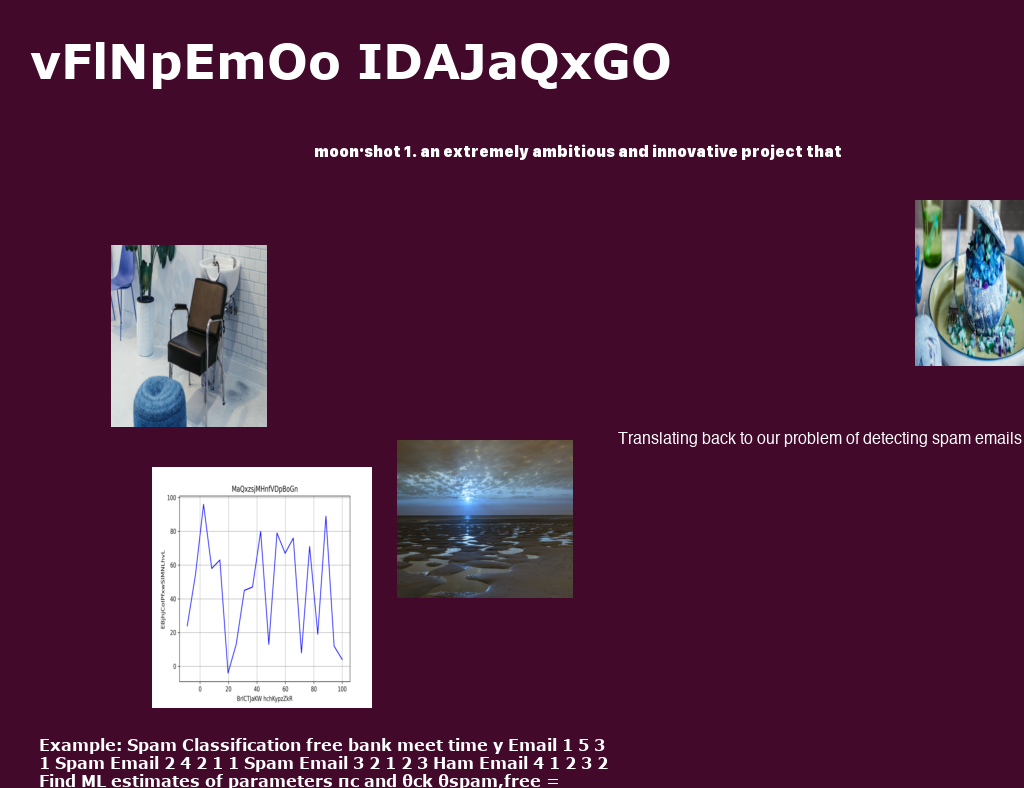 vFlNpEmOo IDAJaQxGO
moon·shot 1. an extremely ambitious and innovative project that
Translating back to our problem of detecting spam emails
MaQxzsjMHnfVDpBoGn
100
80
60
40
20
0
0 20 40 60 80 100
Example: Spam Classification free bank meet time y Email 1 5 3
1 Spam Email 2 4 2 1 1 Spam Email 3 2 1 2 3 Ham Email 4 1 2 3 2
Find ML estimates of parameters πc and θck θspam,free =